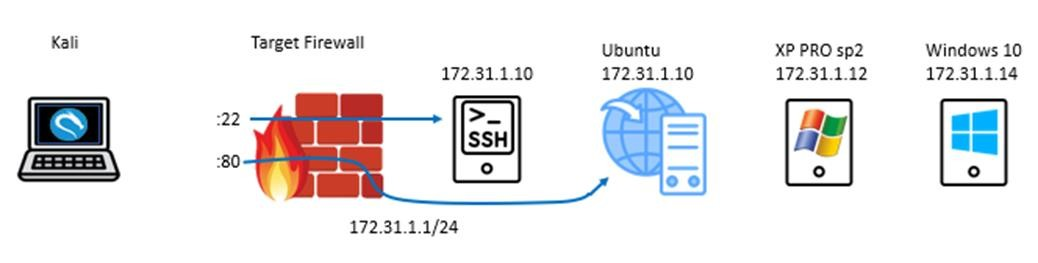 Kali
Target Firewall
Ubuntu
XP PRO sp2
Windows 10
172.31.1.10
172.31.1.10
172.31.1.12
172.31.1.14
:22
>_
SSH
:80
172.31.1.1/24